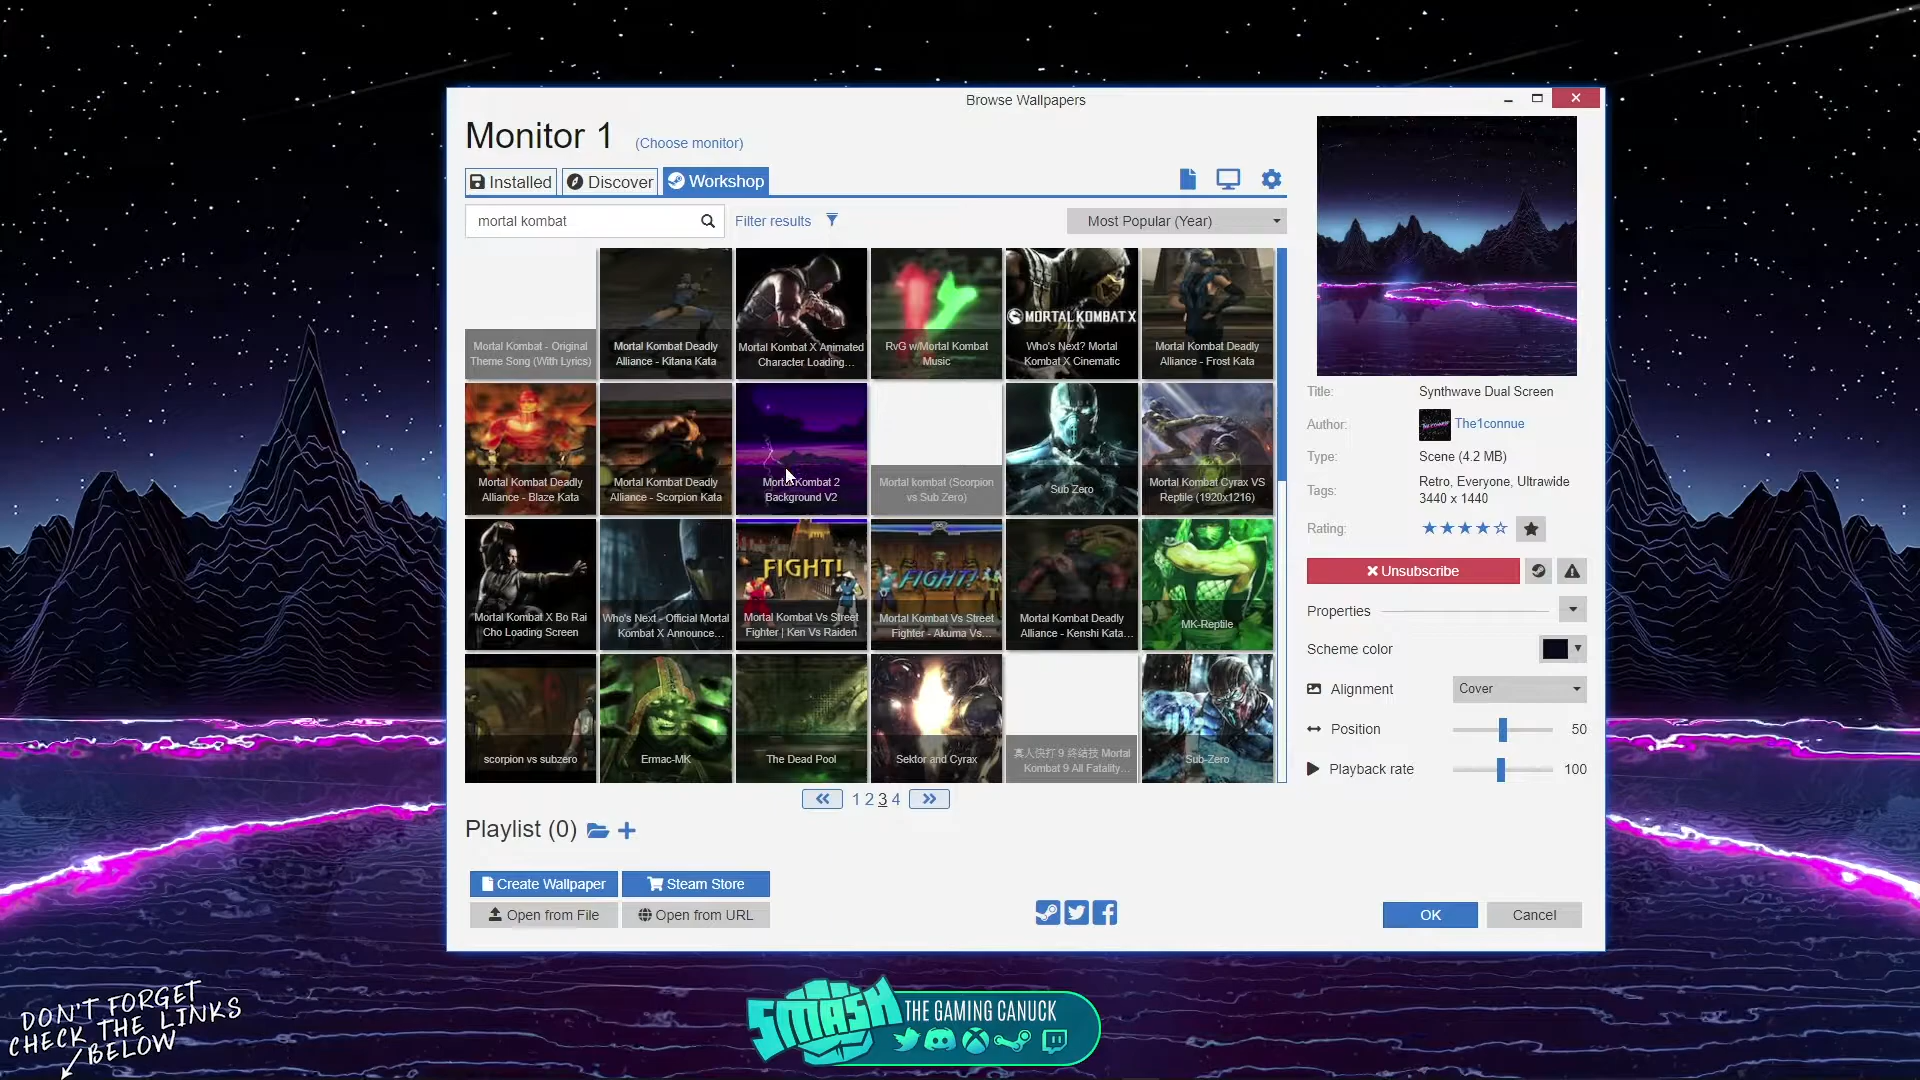 Browse Wallpapers
Monitor 1 (Choose monitor)
Installed
Discover
Workshop
mortal kombat
Filter results
Most Popular (Year)
Mortal Kombat - Original
Theme Song (With Lyrics)
Mortal Kombat Deadly
Alliance - Kitana Kata
Mortal Kombat X Animated
Character Loading...
RvG w/Mortal Kombat
Music
MORTAL KOMBAT X
Who's Next? Mortal
Kombat X Cinematic
Mortal Kombat Deadly
Alliance - Frost Kata
Mortal Kombat Deadly
Alliance - Blaze Kata
Mortal Kombat Deadly
Alliance - Scorpion Kata
Mortal Kombat 2
Background V2
Mortal kombat (Scorpion
vs Sub Zero)
Sub Zero
Mortal Kombat Cyrax VS
Reptile (1920x1216)
Mortal Kombat X Bo Rai
Cho Loading Screen
Who's Next - Official Mortal
Kombat X Announce...
FIGHT!
Mortal Kombat Vs Street
Fighter | Ken Vs Raiden
FIGHT!
Mortal Kombat Vs Street
Fighter - Akuma Vs...
Mortal Kombat Deadly
Alliance - Kenshi Kata...
MK-Reptile
scorpion vs subzero
Ermac-MK
The Dead Pool
Sektor and Cyrax
真人快打 9 终结技 Mortal
Kombat 9 All Fatality...
Sub-Zero
1 2 3 4
Playlist (0)
Create Wallpaper
Steam Store
Open from File
Open from URL
Title: Synthwave Dual Screen
Author: The1connue
Type: Scene (4.2 MB)
Tags: Retro, Everyone, Ultrawide
3440 x 1440
Rating:
Unsubscribe
Properties
Scheme color
Alignment Cover
Position 50
Playback rate 100
OK
Cancel
DON'T FORGET
CHECK THE LINKS
BELOW
SMASH
THE GAMING CANUCK